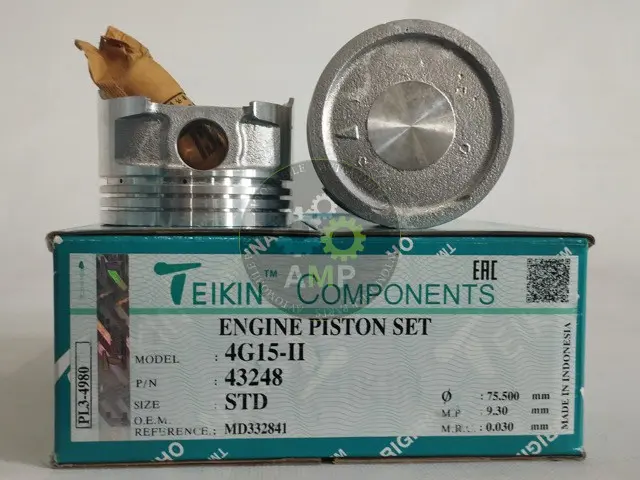 TEIKIN™ COMPONENTS
EAC
ENGINE PISTON SET
MODEL : 4G15-II
P/N : 43248
SIZE : STD
O.E.M.
REFERENCE. : MD332841
Ø : 75.500 mm
M.P : 9.30 mm
M.R.C : 0.030 mm
PL3-4980
MADE IN INDONESIA
AMP